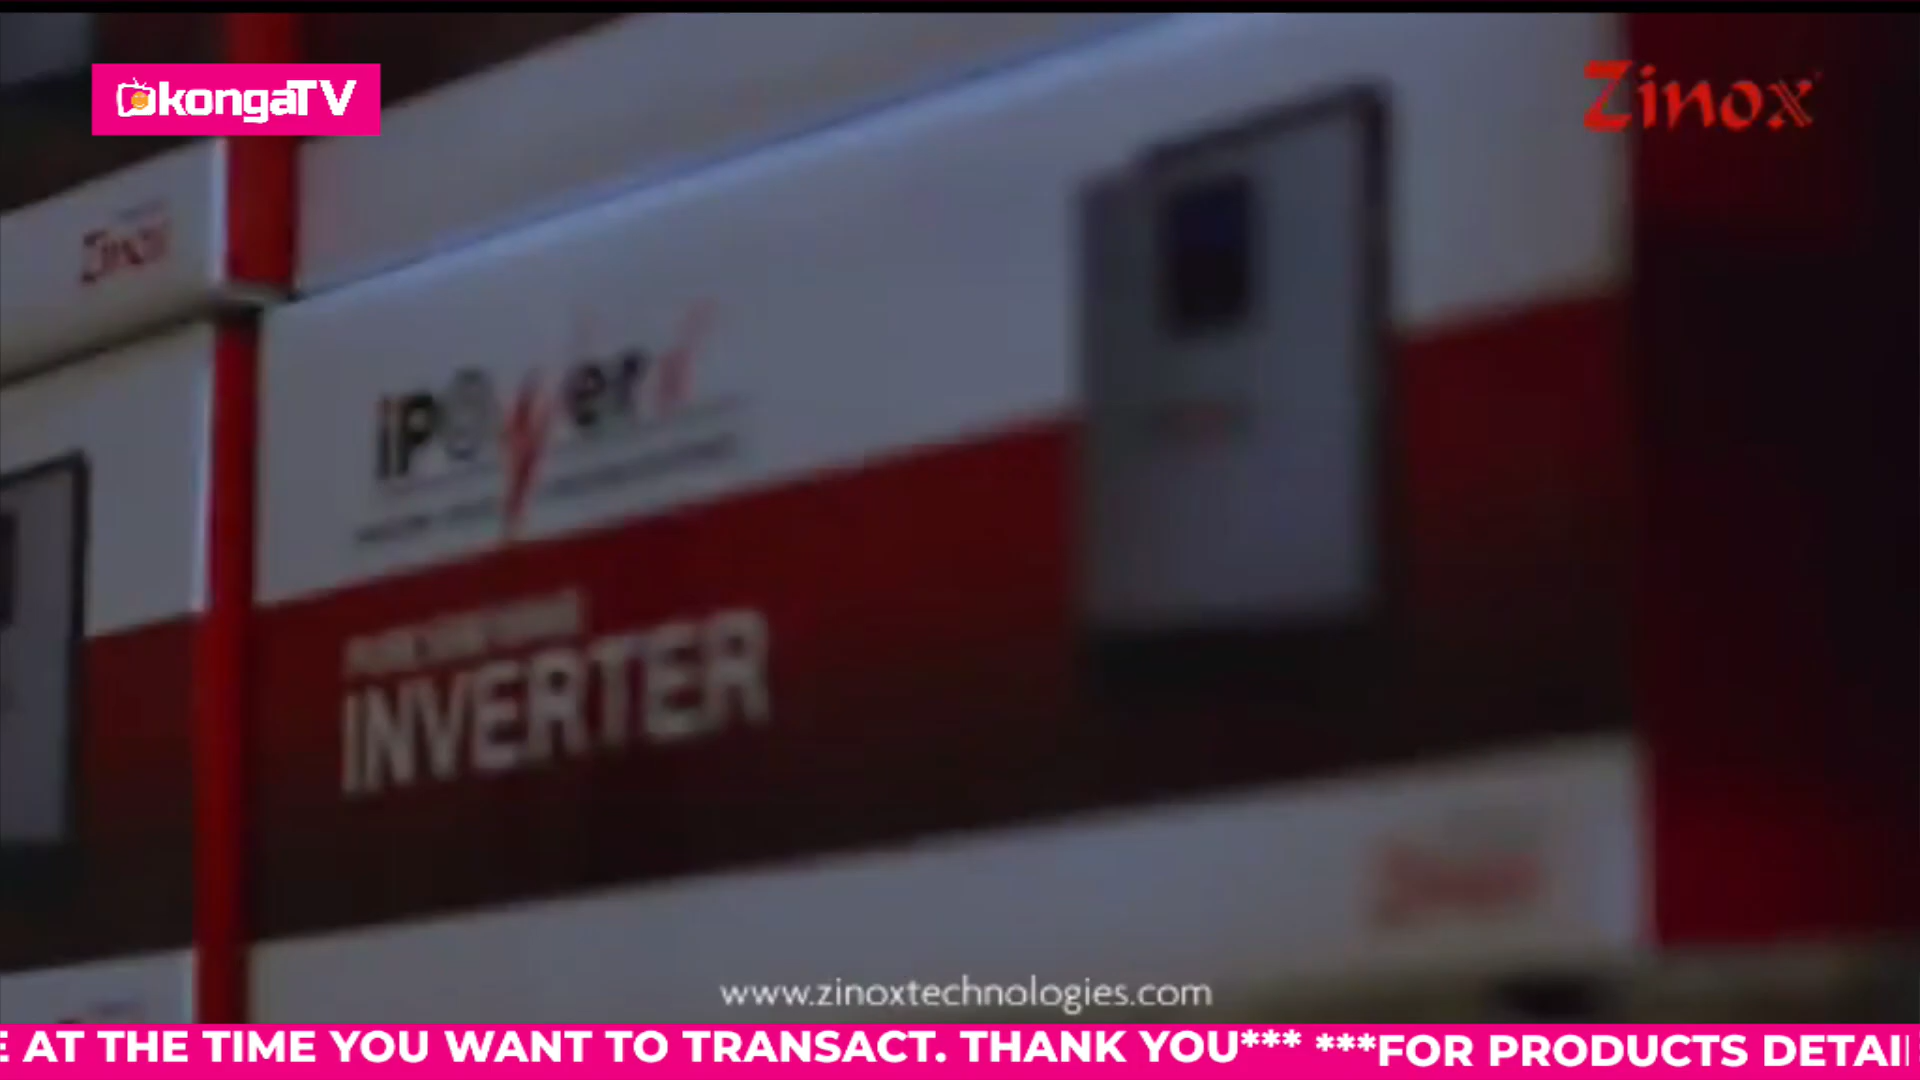 kongaTV
Zinox
Zinox
iPower
INVERTER
www.zinoxtechnologies.com
E AT THE TIME YOU WANT TO TRANSACT. THANK YOU*** ***FOR PRODUCTS DETAI